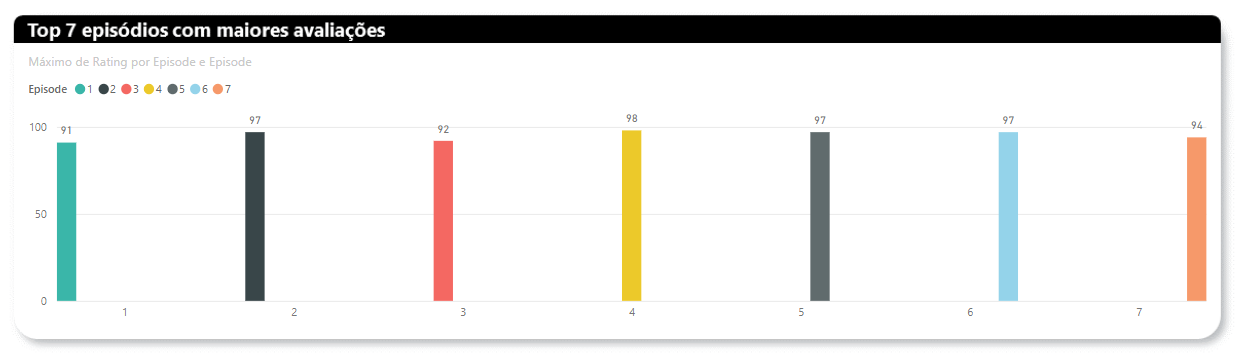 Top 7 episódios com maiores avaliações
Máximo de Rating por Episode e Episode
Episode 1 2 3 4 5 6 7
100
50
0
91 97 92 98 97 97 94
1 2 3 4 5 6 7